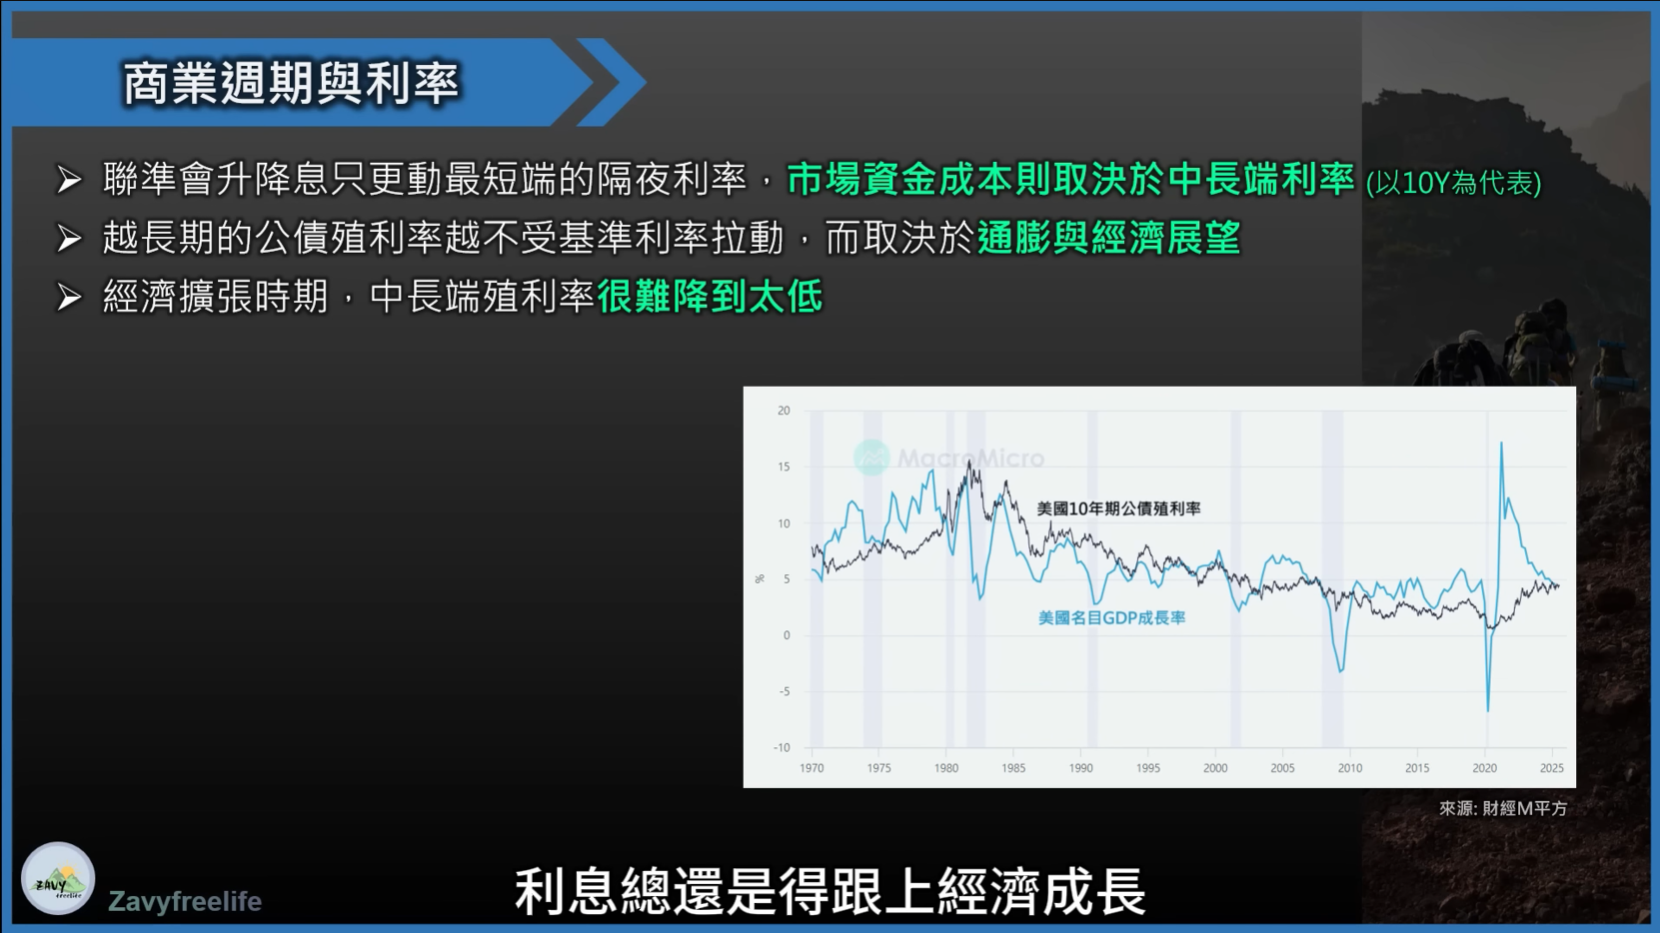 商業週期與利率
聯準會升降息只更動最短端的隔夜利率，市場資金成本則取決於中長端利率 (以10Y為代表)
越長期的公債殖利率越不受基準利率拉動，而取決於通膨與經濟展望
經濟擴張時期，中長端殖利率很難降到太低
20
15
10
5
0
-5
-10
%
MacroMicro
美國10年期公債殖利率
美國名目GDP成長率
1970 1975 1980 1985 1990 1995 2000 2005 2010 2015 2020 2025
來源: 財經M平方
利息總還是得跟上經濟成長
ZAVY
freelife
Zavyfreelife